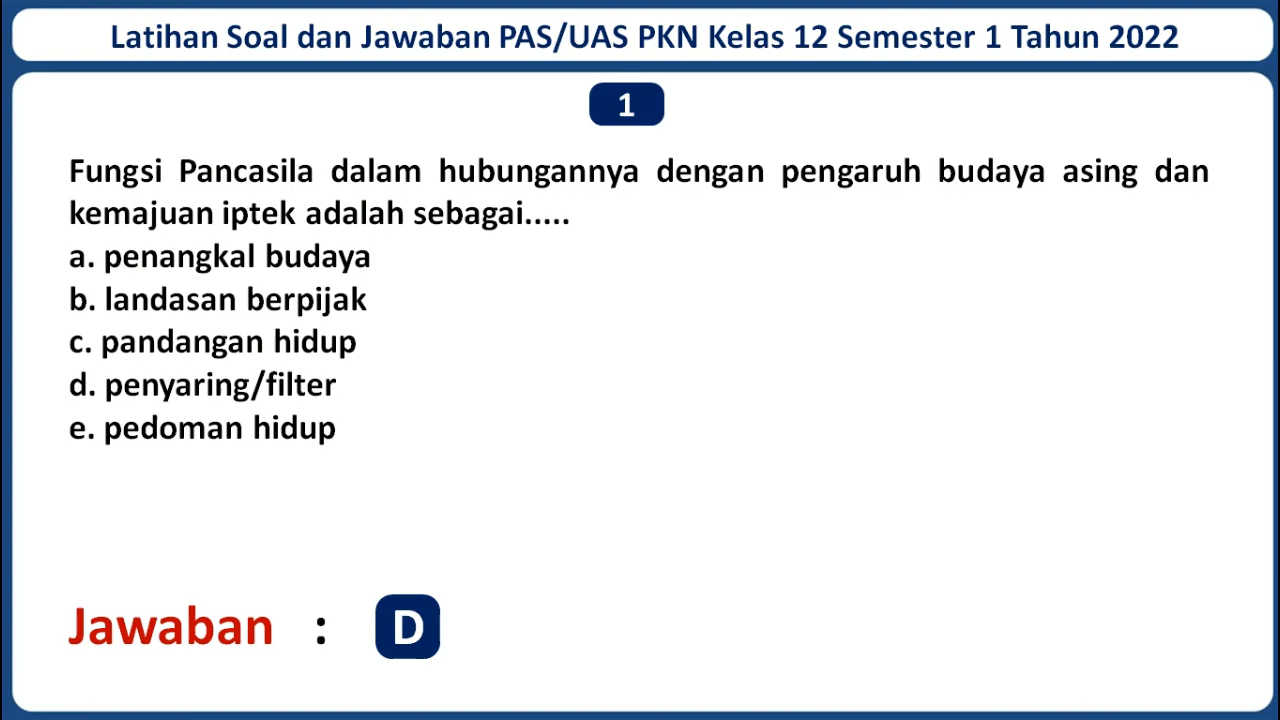 Latihan Soal dan Jawaban PAS/UAS PKN Kelas 12 Semester 1 Tahun 2022
1
Fungsi Pancasila dalam hubungannya dengan pengaruh budaya asing dan
kemajuan iptek adalah sebagai.....
a. penangkal budaya
b. landasan berpijak
c. pandangan hidup
d. penyaring/filter
e. pedoman hidup
Jawaban : D